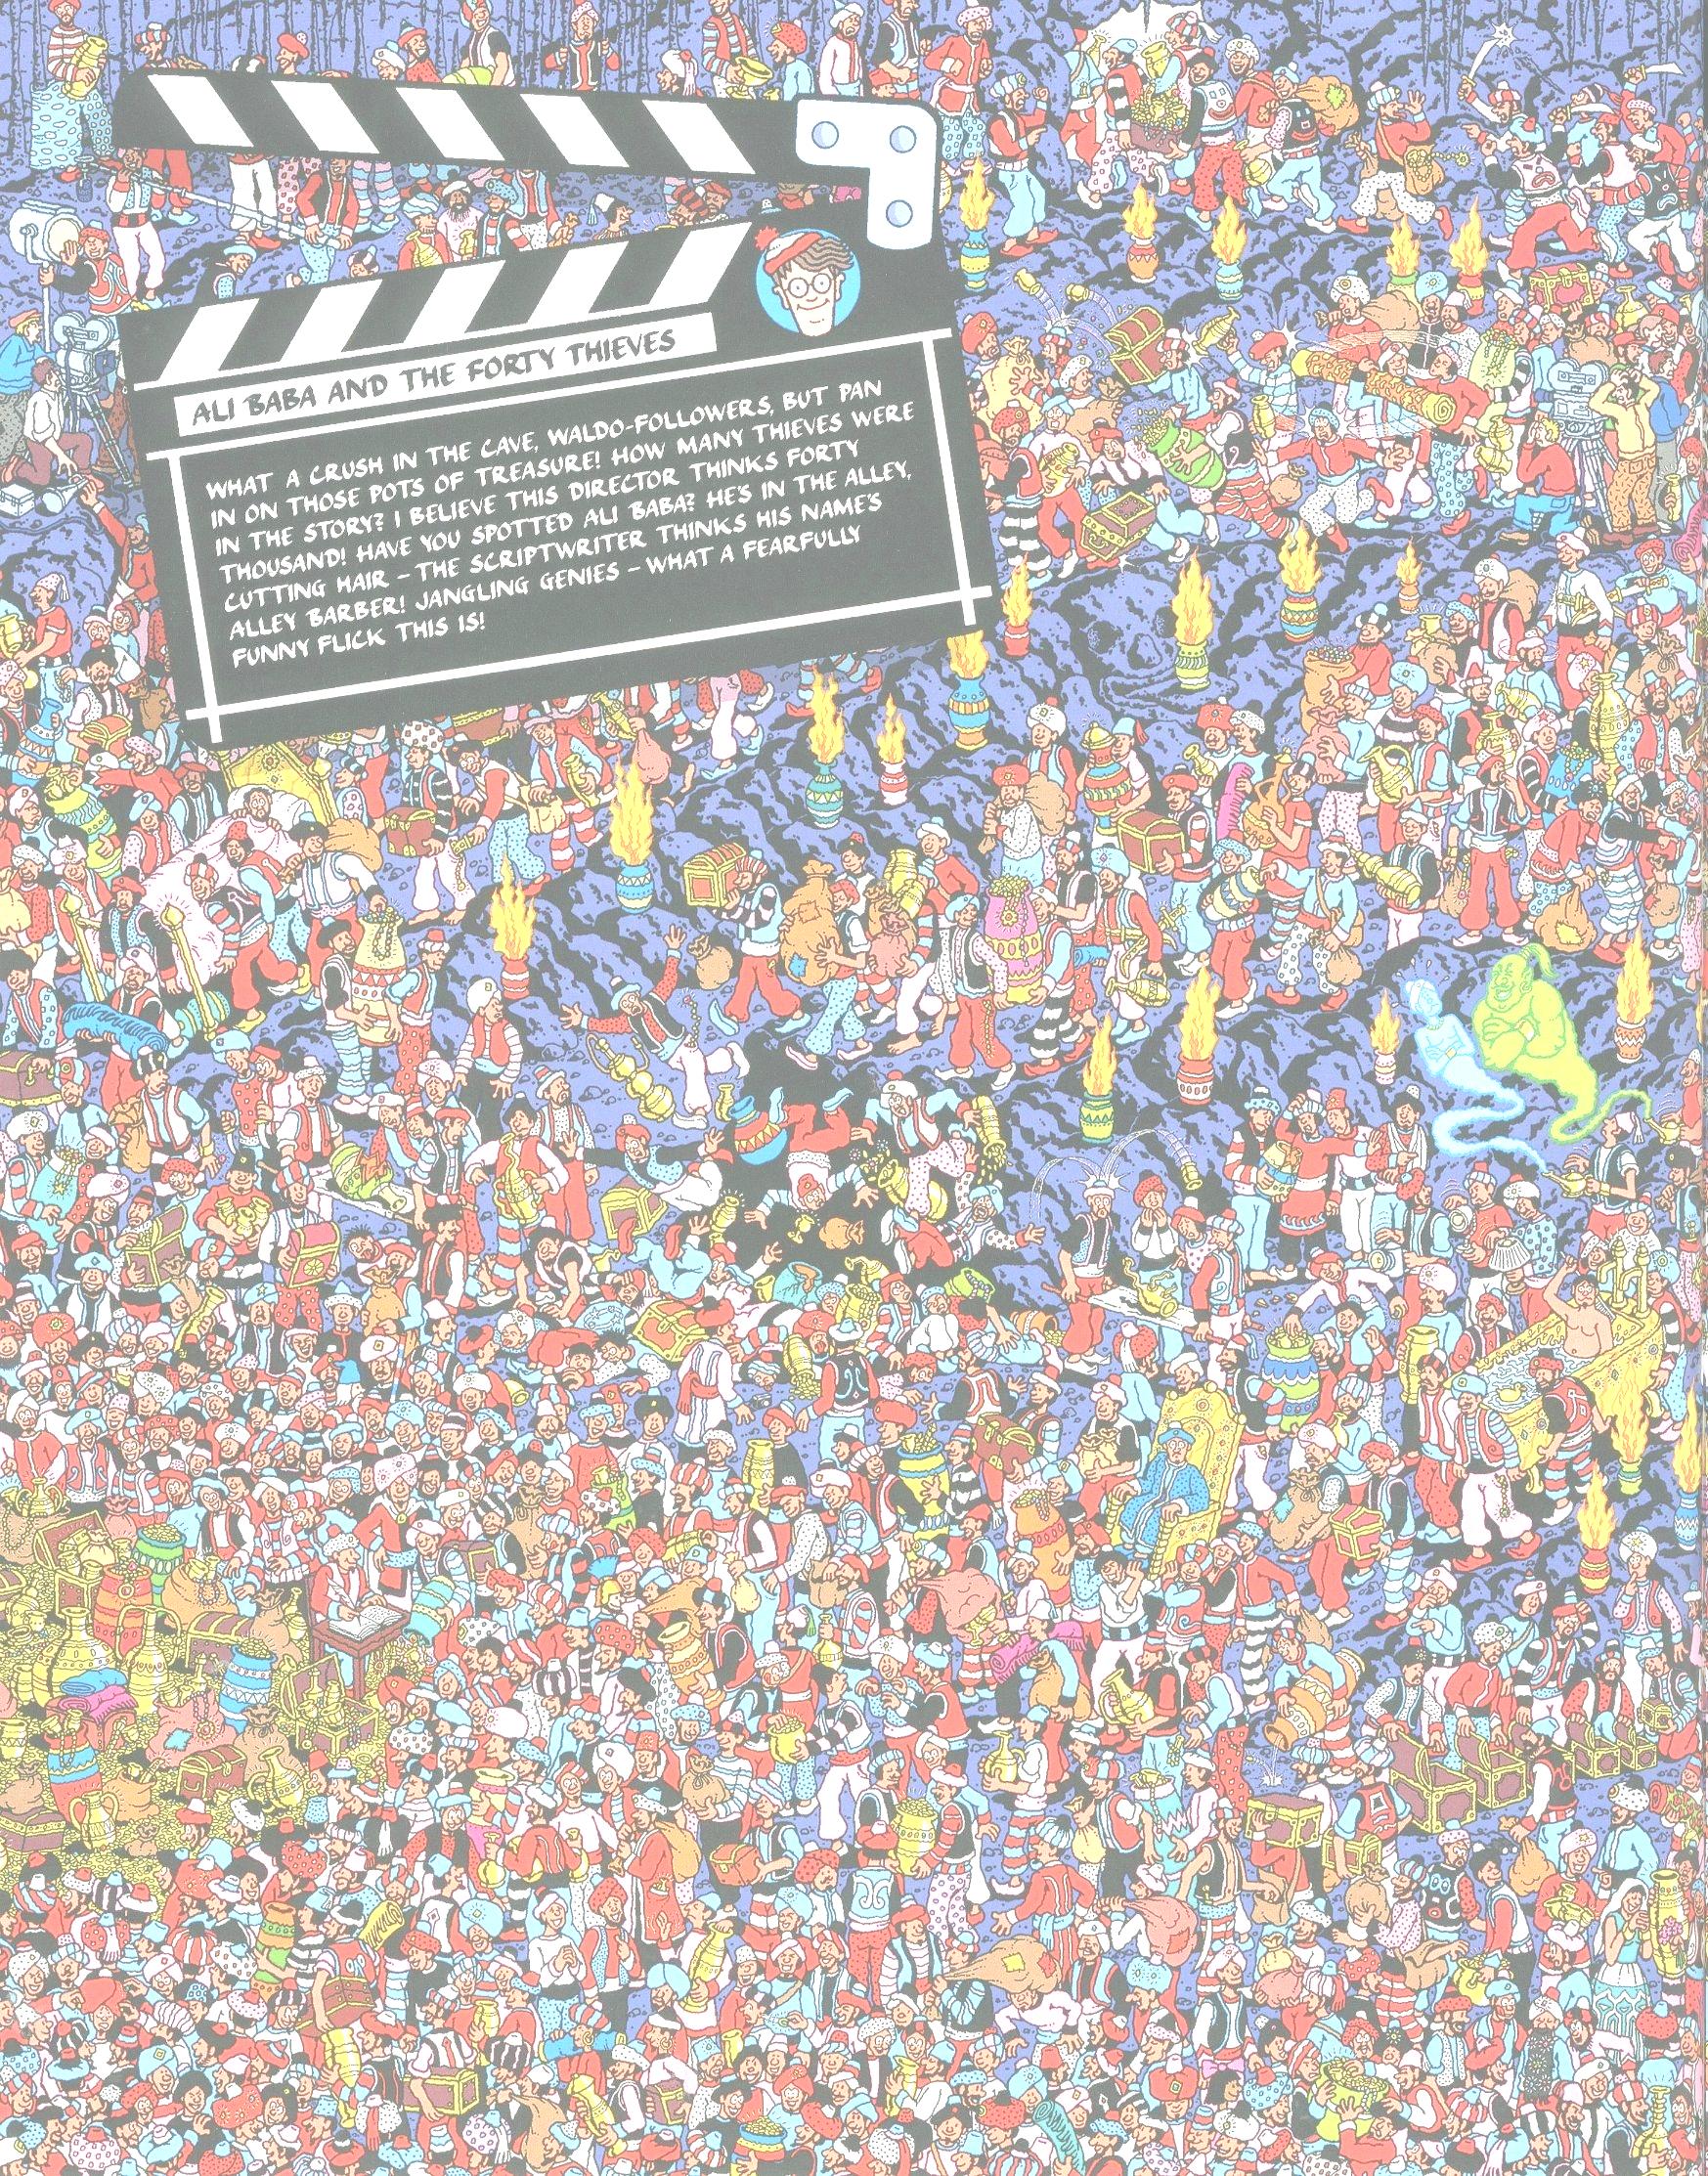 ALI BABA AND THE FORTY THIEVES
WHAT A CRUSH IN THE CAVE, WALDO-FOLLOWERS, BUT PAN
IN ON THOSE POTS OF TREASURE! HOW MANY THIEVES WERE
IN THE STORY? I BELIEVE THIS DIRECTOR THINKS FORTY
THOUSAND! HAVE YOU SPOTTED ALI BABA? HE'S IN THE ALLEY,
CUTTING HAIR – THE SCRIPTWRITER THINKS HIS NAME'S
ALLEY BARBER! JANGLING GENIES – WHAT A FEARFULLY
FUNNY FLICK THIS IS!